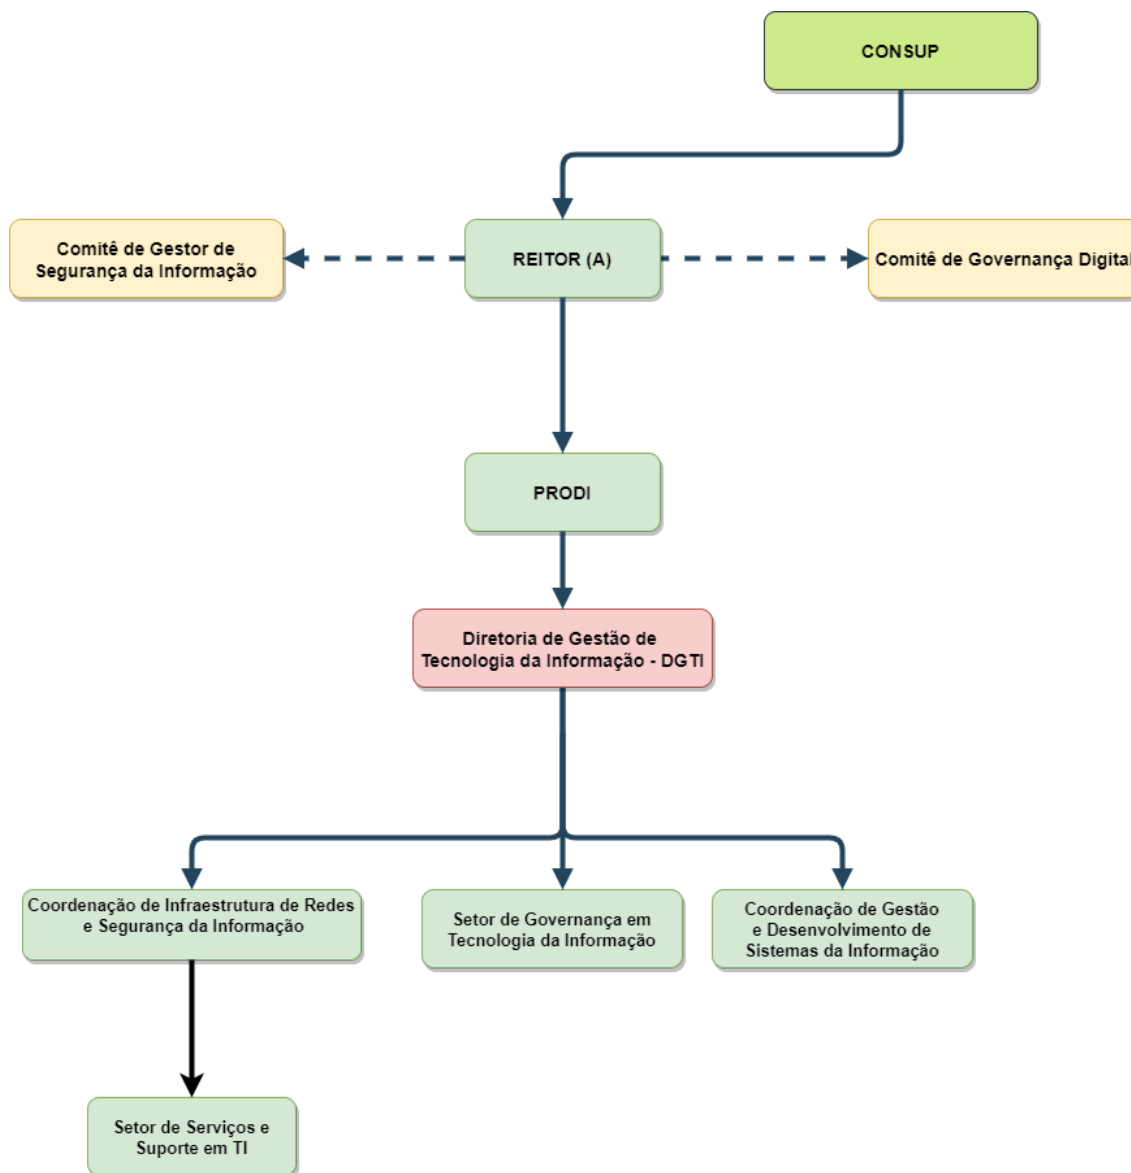 CONSUP
Comitê de Gestor de
Segurança da Informação
REITOR (A)
Comitê de Governança Digital
PRODI
Diretoria de Gestão de
Tecnologia da Informação - DGTI
Coordenação de Infraestrutura de Redes
e Segurança da Informação
Setor de Governança em
Tecnologia da Informação
Coordenação de Gestão
e Desenvolvimento de
Sistemas da Informação
Setor de Serviços e
Suporte em TI